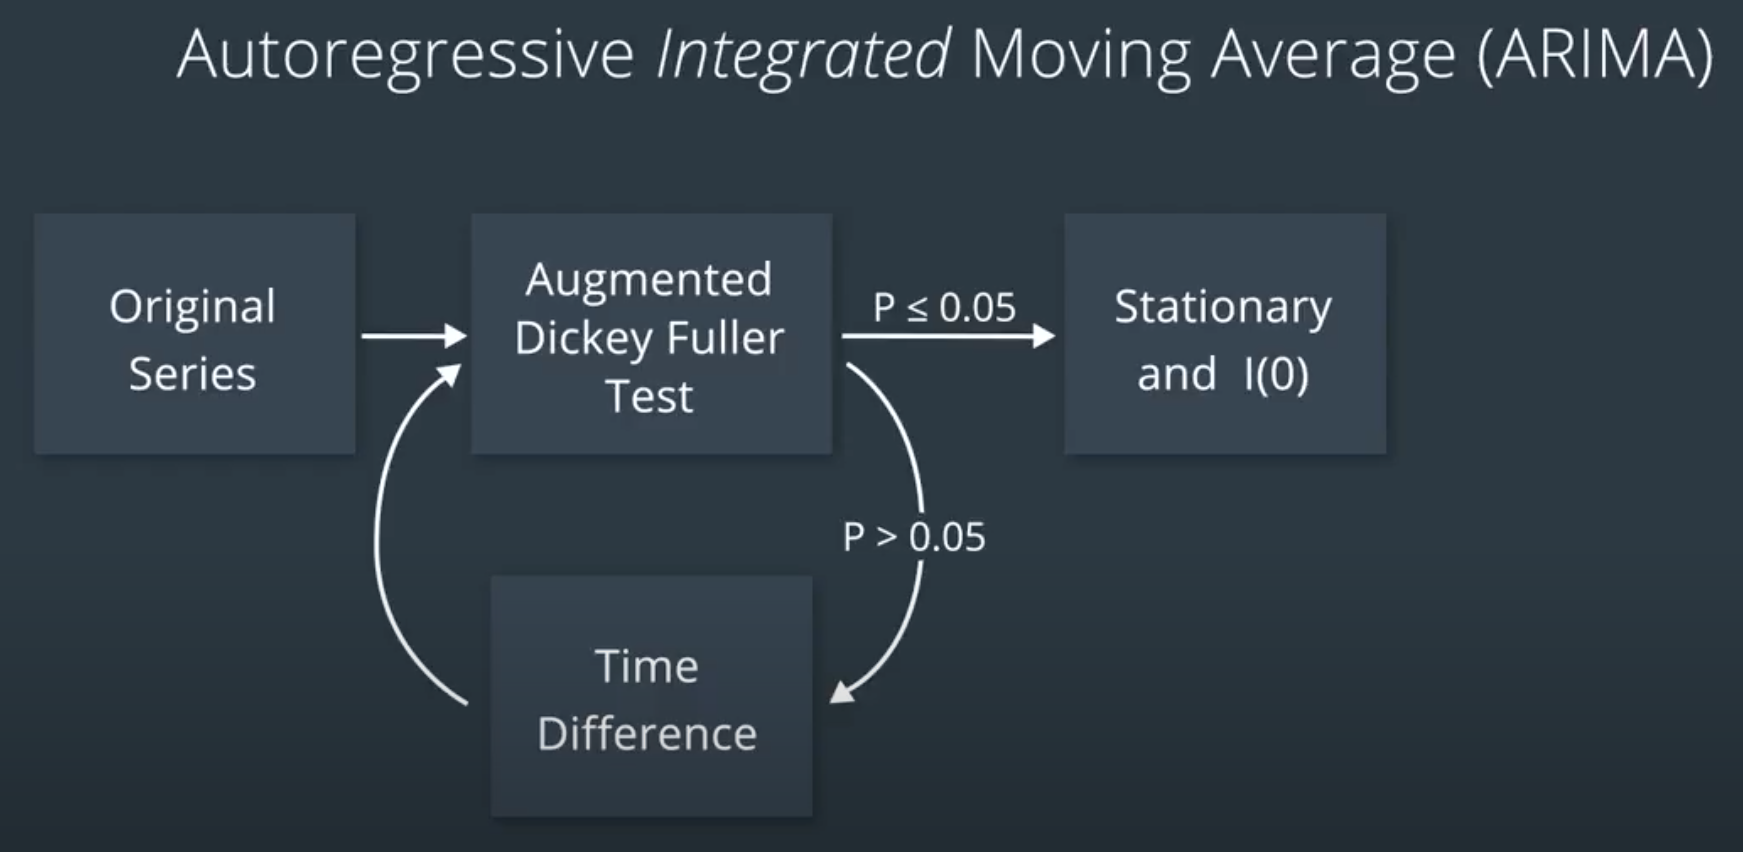 Autoregressive Integrated Moving Average (ARIMA)
Original
Series
Augmented
Dickey Fuller
Test
P ≤ 0.05
Stationary
and I(0)
P > 0.05
Time
Difference